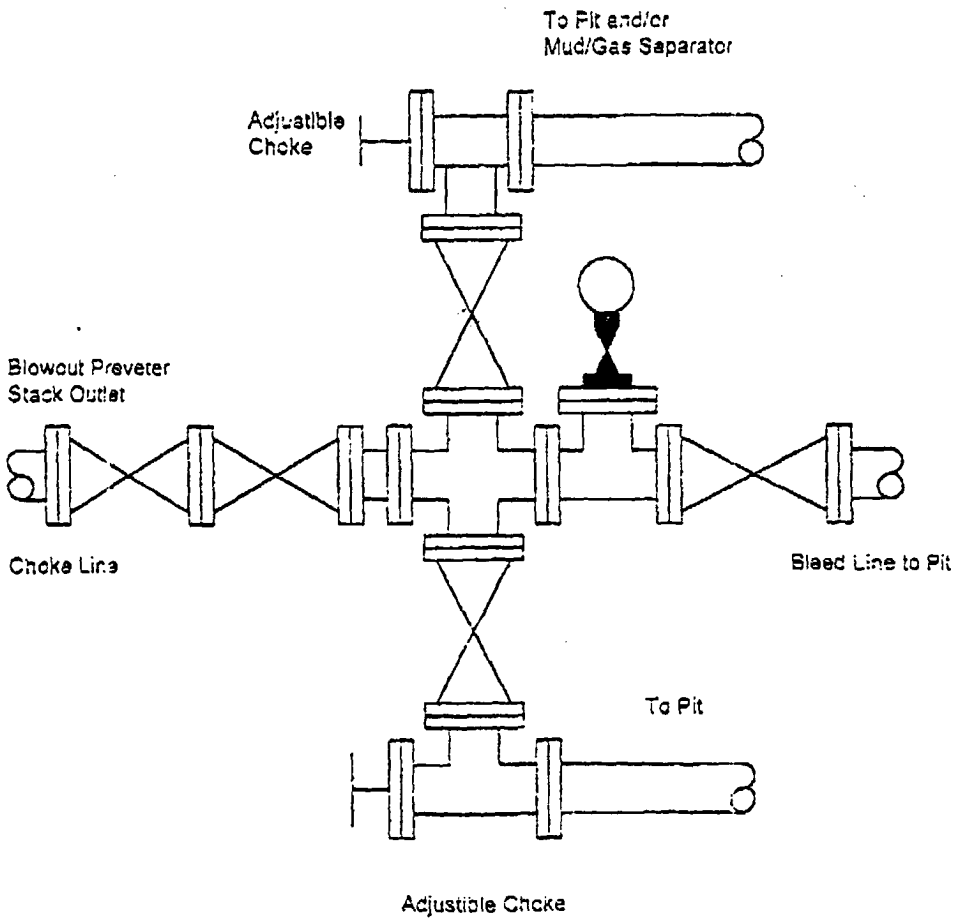 To Pit and/or
Mud/Gas Separator
Adjustible
Choke
Blowout Preveter
Stack Outlet
Choke Line
Bleed Line to Pit
To Pit
Adjustible Choke